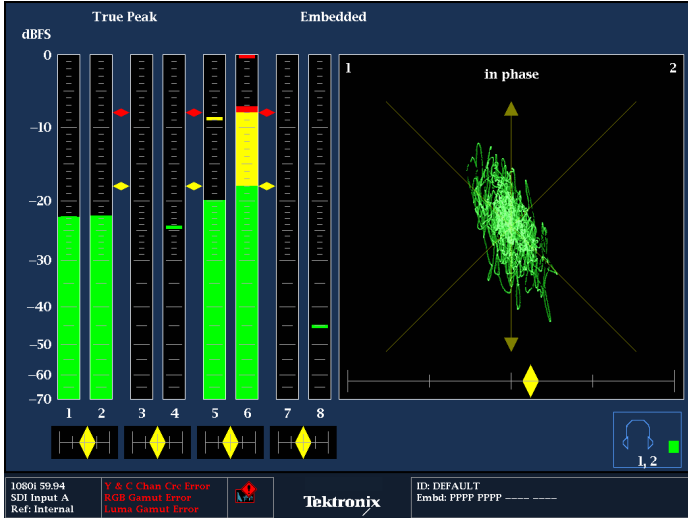 True Peak Embedded
dBFS
0
-10
-20
-30
-40
-50
-60
-70
1 2 3 4 5 6 7 8
1 2
in phase
1, 2
1080i 59.94
SDI Input A
Ref: Internal
Y & C Chan Crc Error
RGB Gamut Error
Luma Gamut Error
Tektronix
ID: DEFAULT
Embd: PPPP PPPP ---- ----